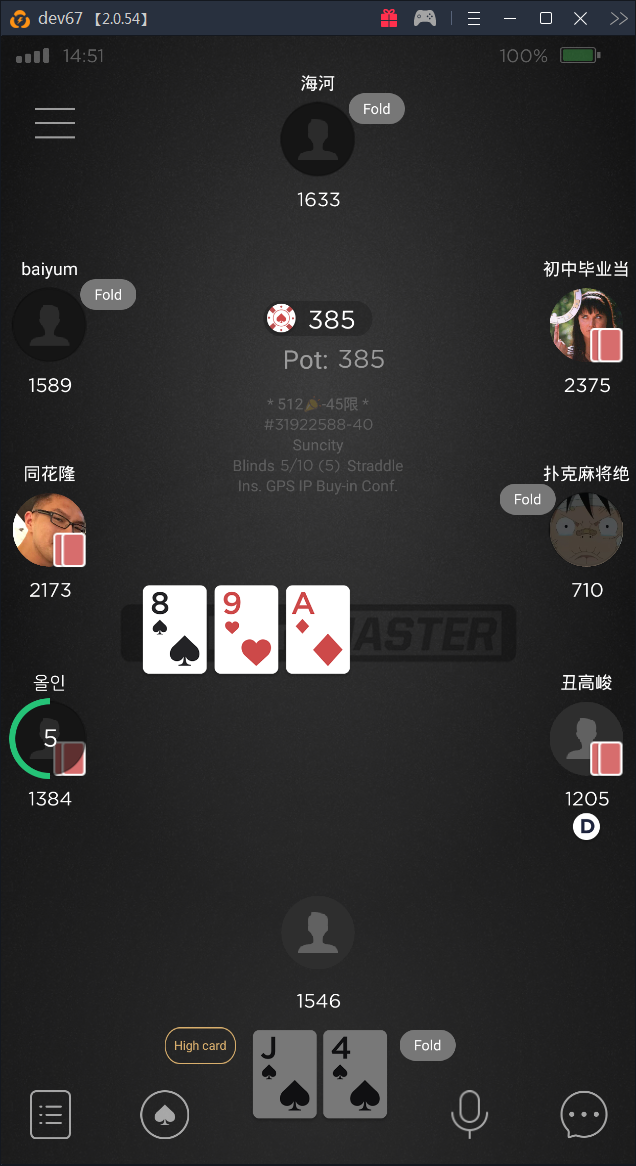 dev67 【2.0.54】
14:51
100%
海河
Fold
1633
baiyum
Fold
1589
初中毕业当
2375
385
Pot: 385
* 512 -45限 *
#31922588-40
Suncity
Blinds 5/10 (5) Straddle
Ins. GPS IP Buy-in Conf.
同花隆
2173
扑克麻将绝
Fold
710
8
9
A
MASTER
올인
5
1384
丑高峻
1205
D
1546
High card
J
4
Fold